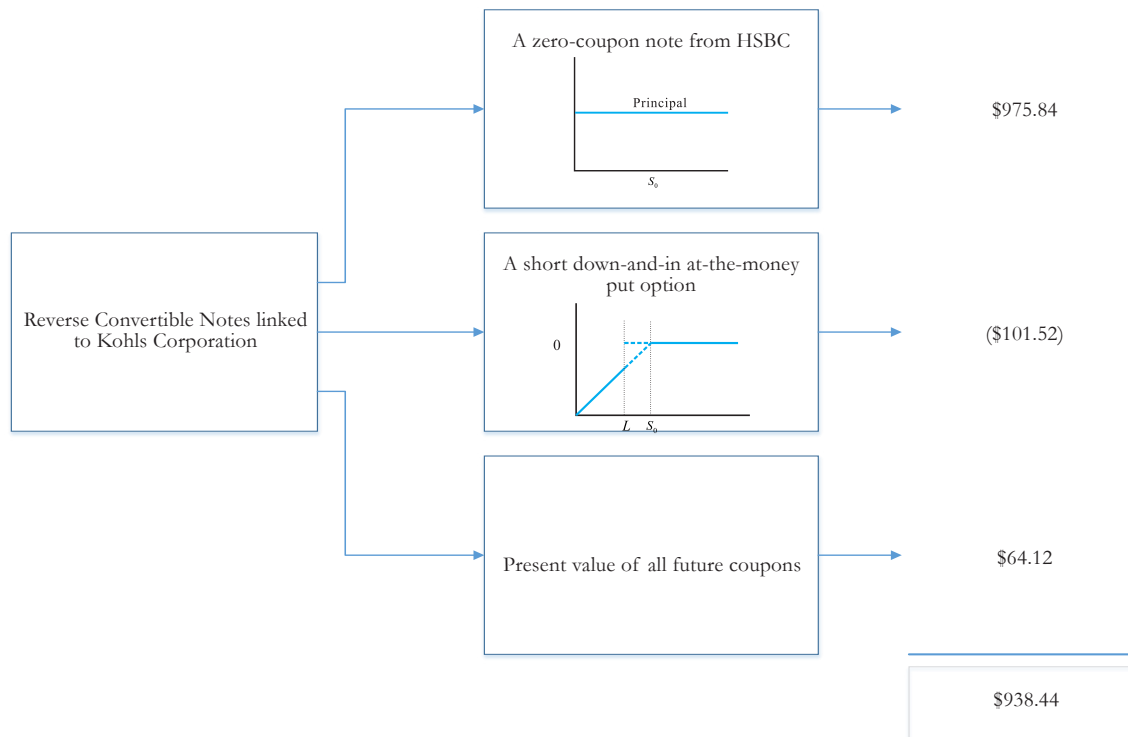 A zero-coupon note from HSBC
Principal
S₀
$975.84
Reverse Convertible Notes linked
to Kohls Corporation
A short down-and-in at-the-money
put option
0
L S₀
($101.52)
Present value of all future coupons
$64.12
$938.44